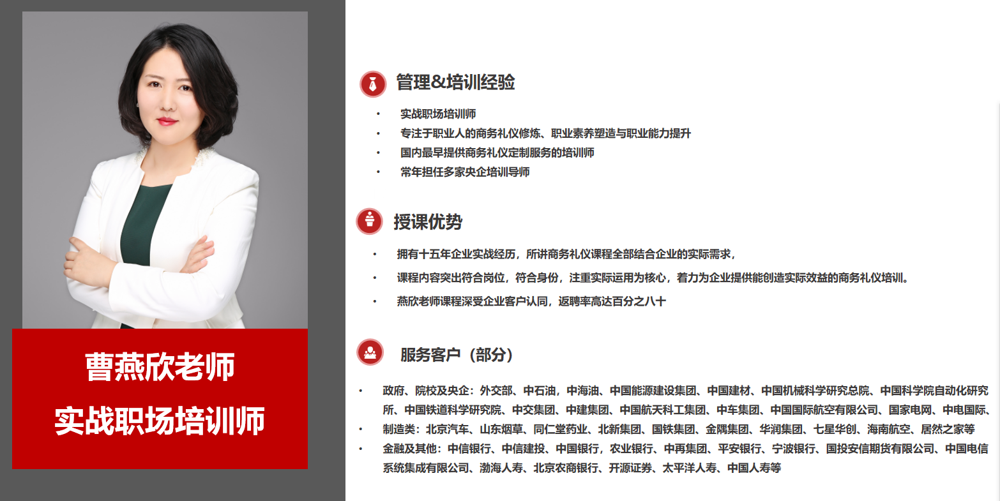 曹燕欣老师
实战职场培训师
管理&培训经验
• 实战职场培训师
• 专注于职业人的商务礼仪修炼、职业素养塑造与职业能力提升
• 国内最早提供商务礼仪定制服务的培训师
• 常年担任多家央企培训导师
授课优势
• 拥有十五年企业实战经历，所讲商务礼仪课程全部结合企业的实际需求，
• 课程内容突出符合岗位，符合身份，注重实际运用为核心，着力为企业提供能创造实际效益的商务礼仪培训。
• 燕欣老师课程深受企业客户认同，返聘率高达百分之八十
服务客户（部分）
• 政府、院校及央企：外交部、中石油，中海油、中国能源建设集团、中国建材、中国机械科学研究总院、中国科学院自动化研究
所、中国铁道科学研究院、中交集团、中建集团、中国航天科工集团、中车集团、中国国际航空有限公司、国家电网、中电国际、
• 制造类：北京汽车、山东烟草、同仁堂药业、北新集团、国铁集团、金隅集团、华润集团、七星华创、海南航空、居然之家等
• 金融及其他：中信银行、中信建投、中国银行，农业银行、中再集团、平安银行、宁波银行、国投安信期货有限公司、中国电信
系统集成有限公司、渤海人寿、北京农商银行、开源证券、太平洋人寿、中国人寿等